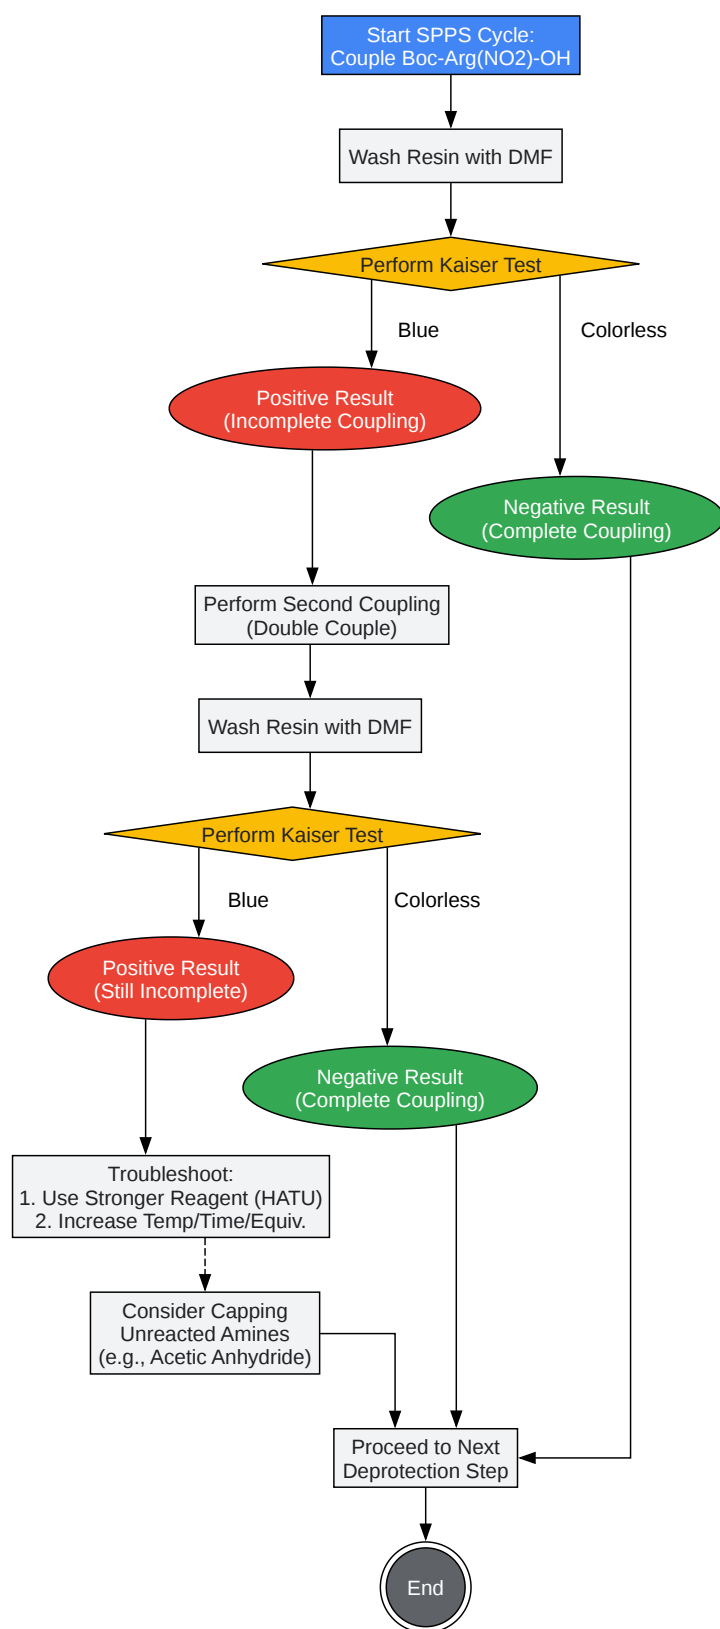 Start SPPS Cycle:
Couple Boc-Arg(NO2)-OH
Wash Resin with DMF
Perform Kaiser Test
Blue
Colorless
Positive Result
(Incomplete Coupling)
Negative Result
(Complete Coupling)
Perform Second Coupling
(Double Couple)
Wash Resin with DMF
Perform Kaiser Test
Blue
Colorless
Positive Result
(Still Incomplete)
Negative Result
(Complete Coupling)
Troubleshoot:
1. Use Stronger Reagent (HATU)
2. Increase Temp/Time/Equiv.
Consider Capping
Unreacted Amines
(e.g., Acetic Anhydride)
Proceed to Next
Deprotection Step
End